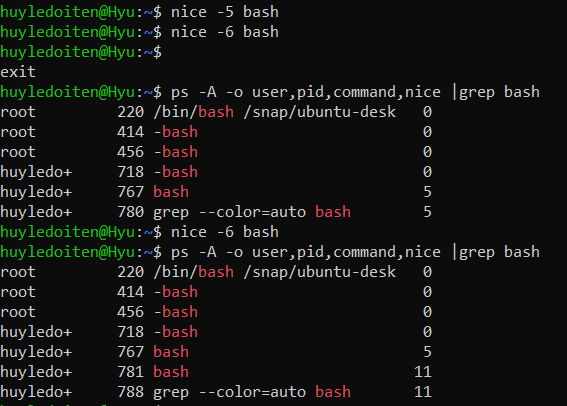 huyledoiten@Hyu:~$ nice -5 bash
huyledoiten@Hyu:~$ nice -6 bash
huyledoiten@Hyu:~$
exit
huyledoiten@Hyu:~$ ps -A -o user,pid,command,nice |grep bash
root         220 /bin/bash /snap/ubuntu-desk   0
root         414 -bash                         0
root         456 -bash                         0
huyledo+     718 -bash                         0
huyledo+     767 bash                          5
huyledo+     780 grep --color=auto bash        5
huyledoiten@Hyu:~$ nice -6 bash
huyledoiten@Hyu:~$ ps -A -o user,pid,command,nice |grep bash
root         220 /bin/bash /snap/ubuntu-desk   0
root         414 -bash                         0
root         456 -bash                         0
huyledo+     718 -bash                         0
huyledo+     767 bash                          5
huyledo+     781 bash                         11
huyledo+     788 grep --color=auto bash       11